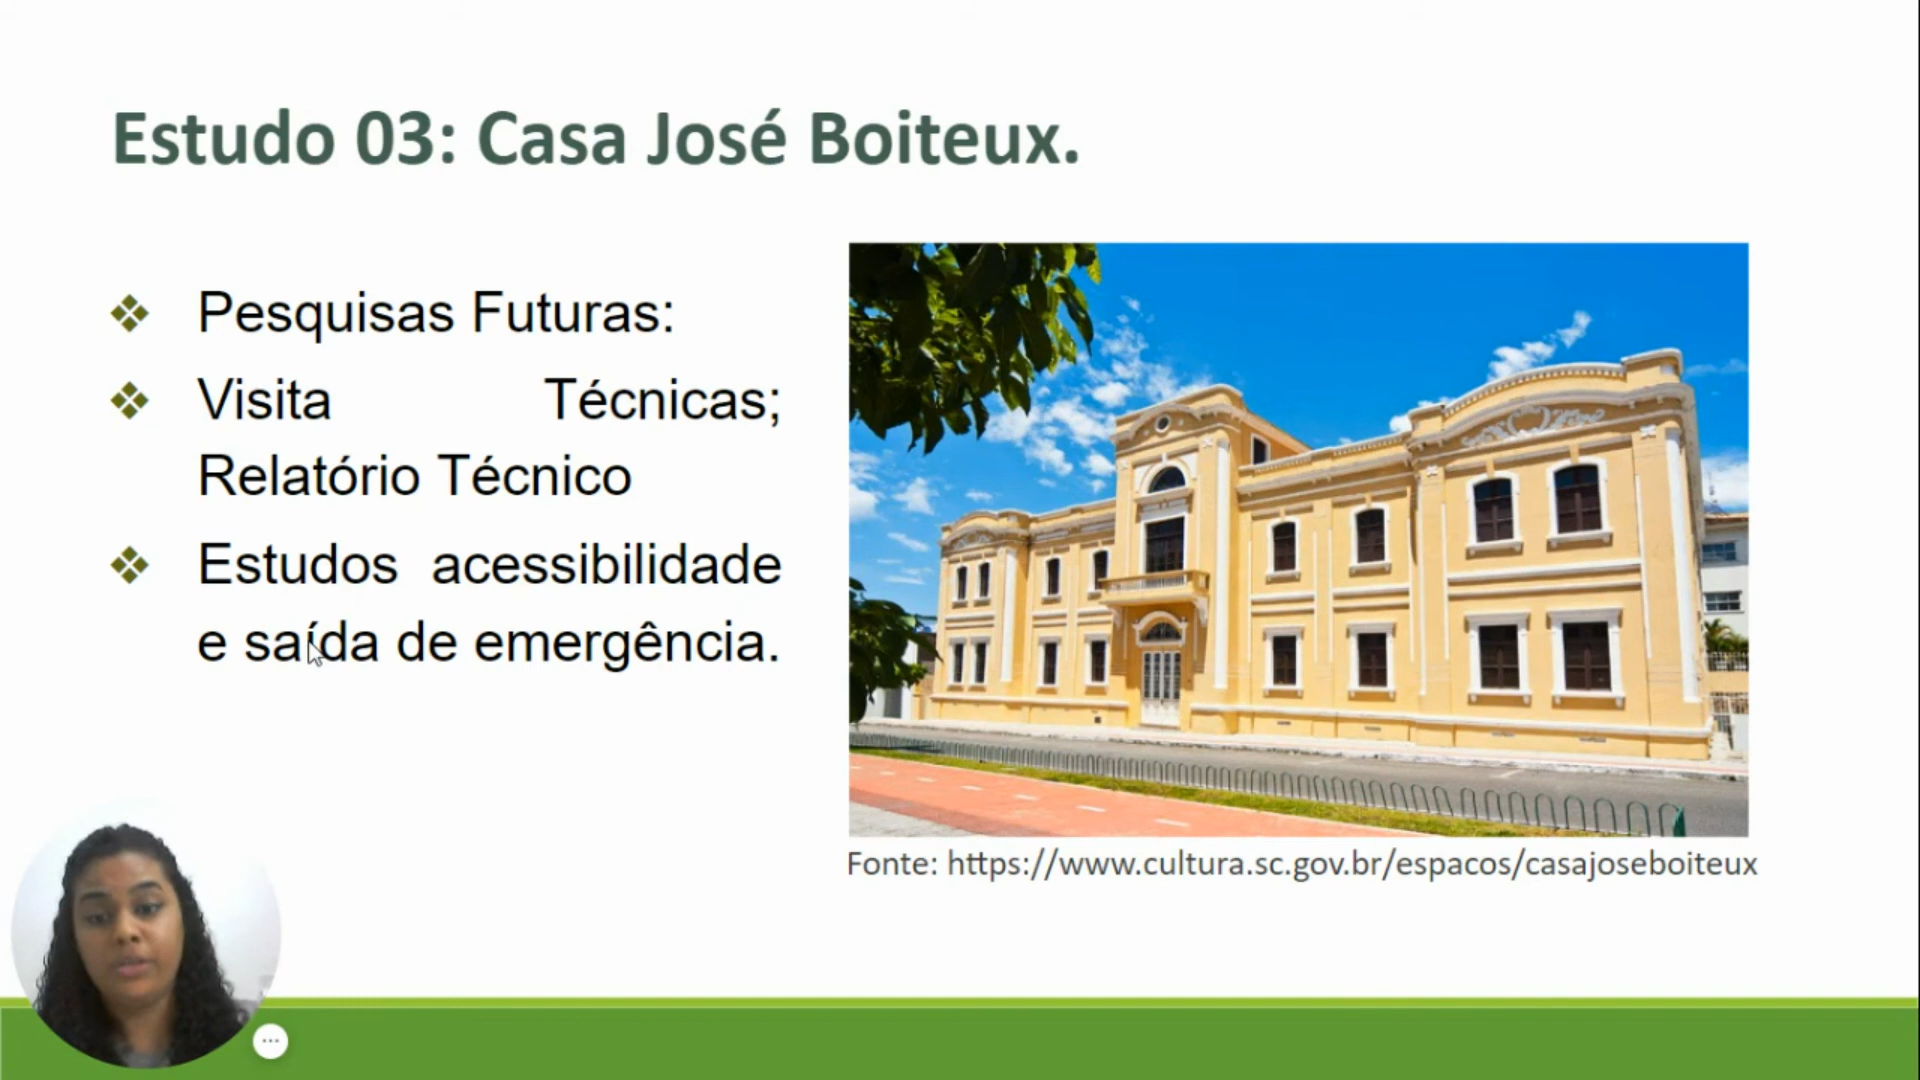 Estudo 03: Casa José Boiteux.
Pesquisas Futuras:
Visita Técnicas;
Relatório Técnico
Estudos acessibilidade
e saída de emergência.
Fonte: https://www.cultura.sc.gov.br/espacos/casajoseboiteux